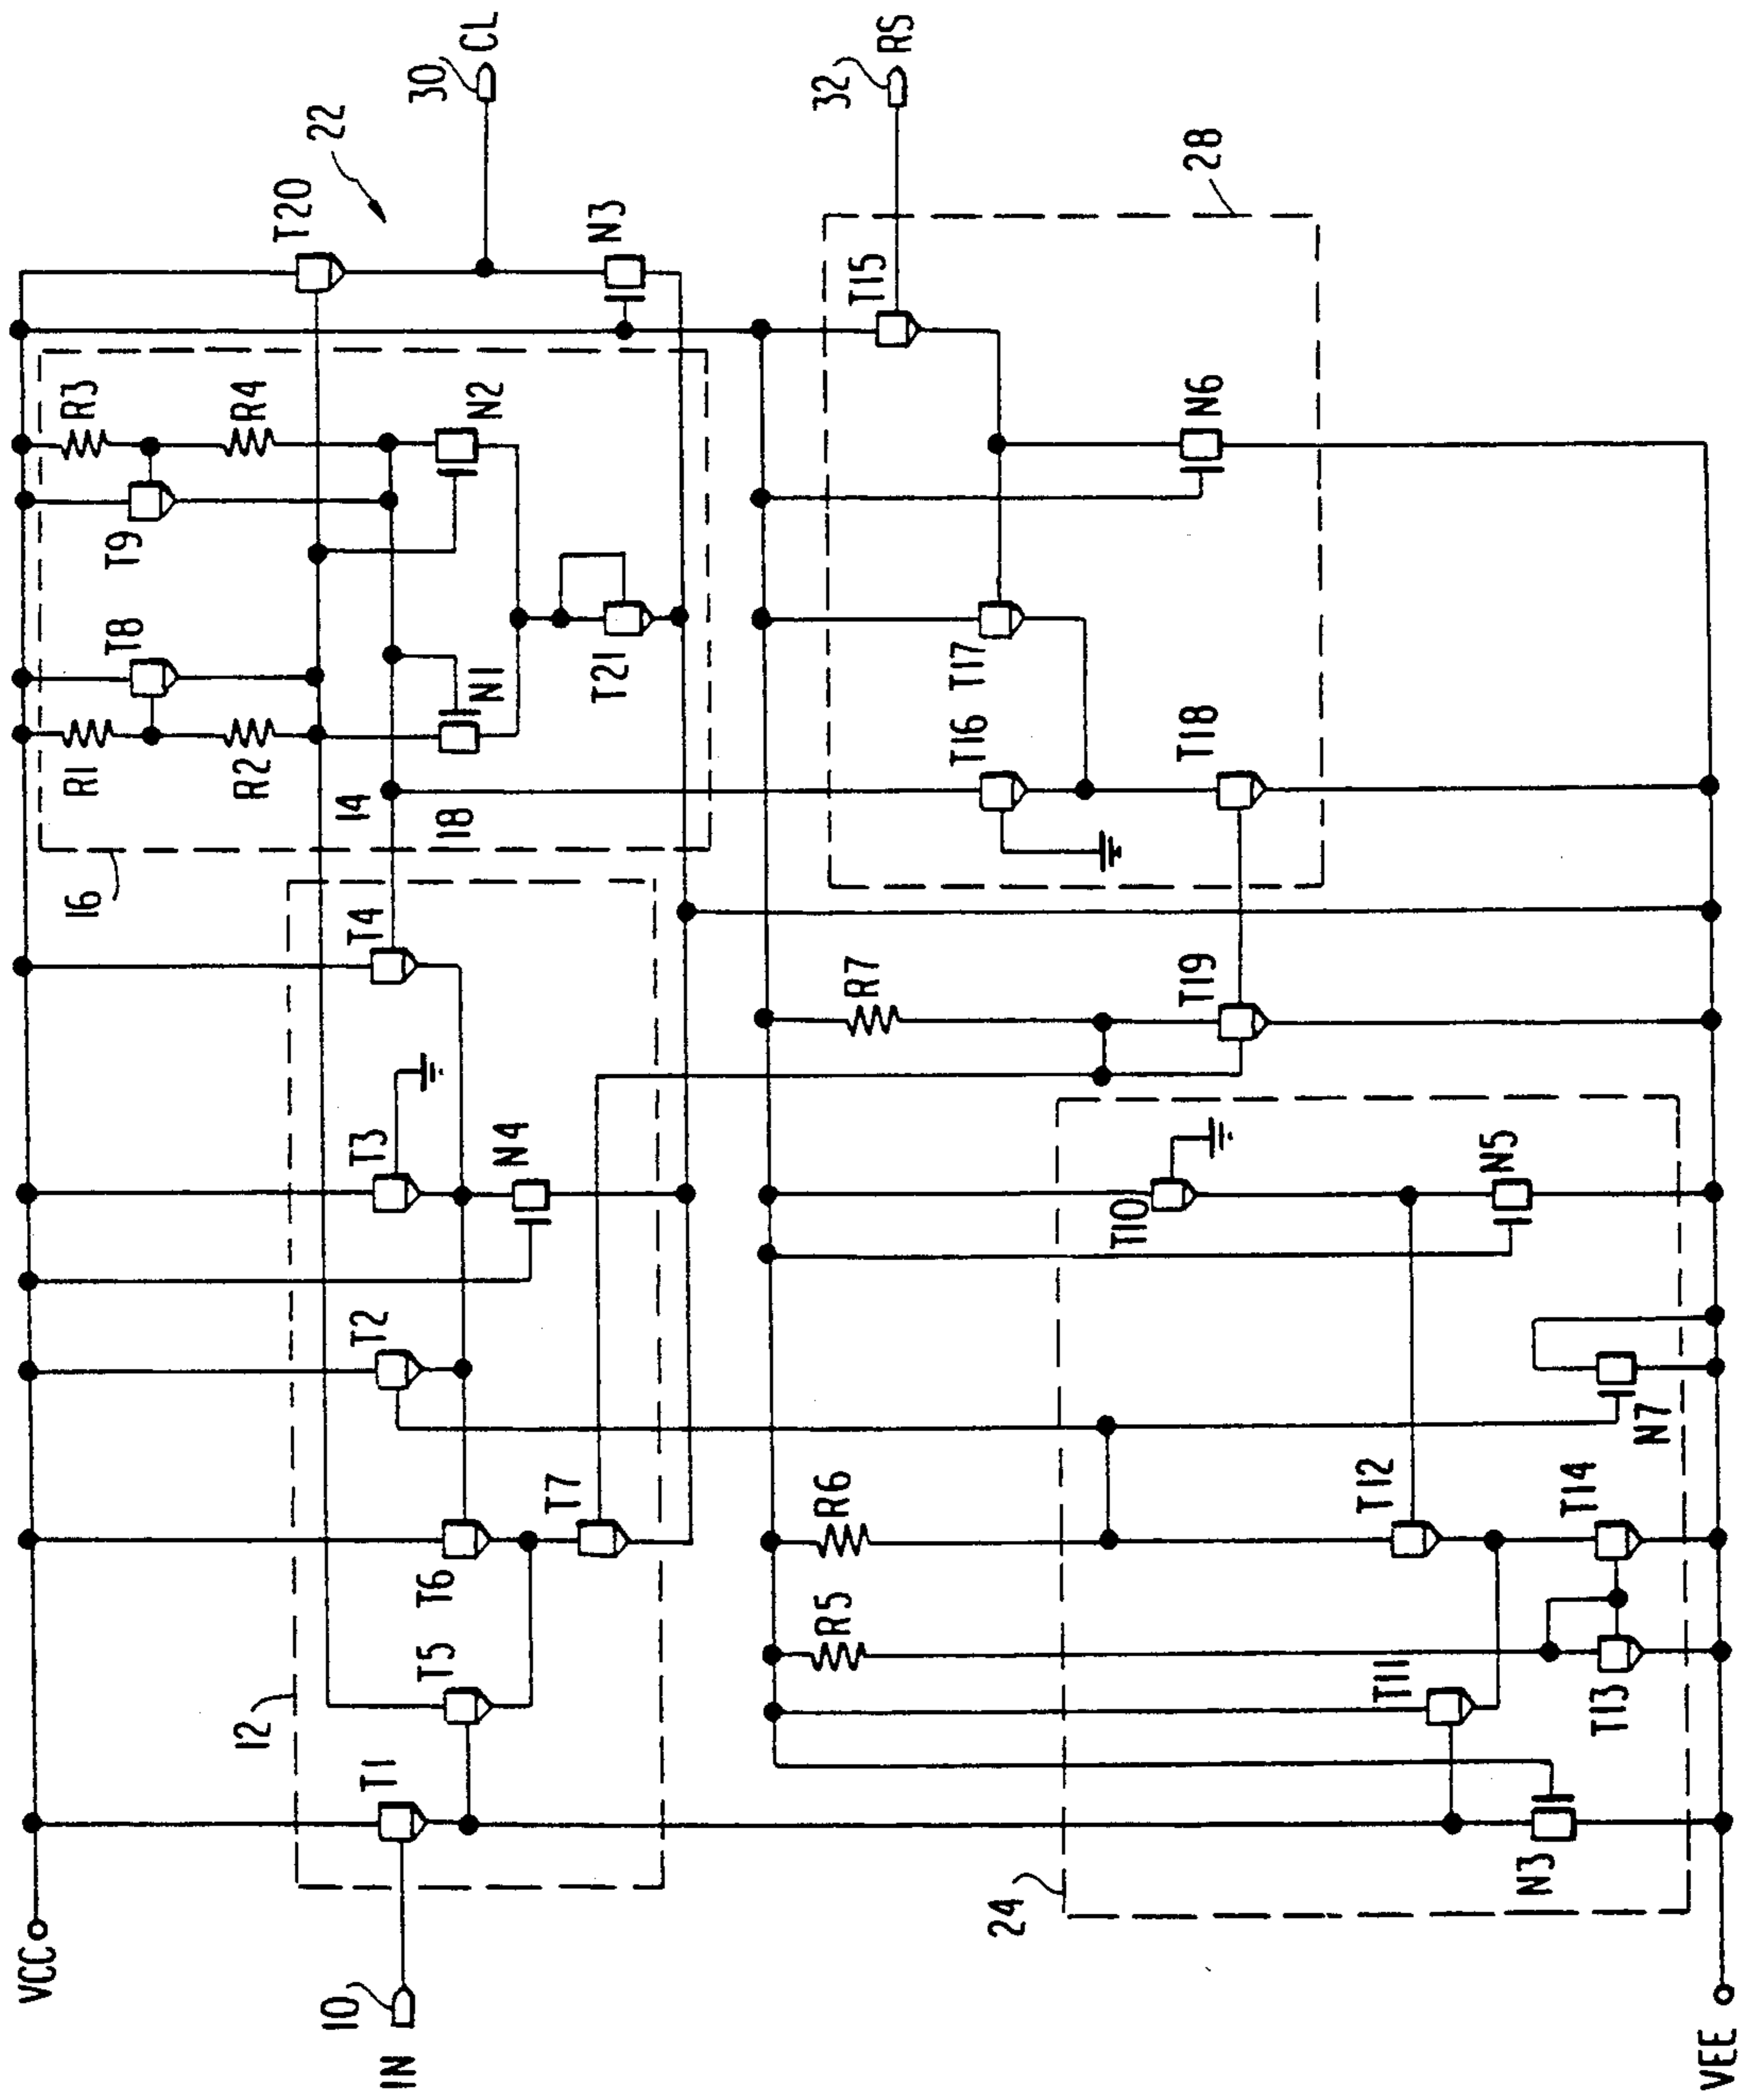 VCC
10
IN
12
T1
T5
T6
T7
T2
T3
N4
T4
16
14
18
R1
R2
T8
T9
R3
R4
N1
N2
T21
T20
22
N3
30
CL
32
RS
28
T15
N6
T17
T16
T18
R7
T19
24
N3
T11
R5
R6
T13
T14
T12
N7
T10
N5
VEE